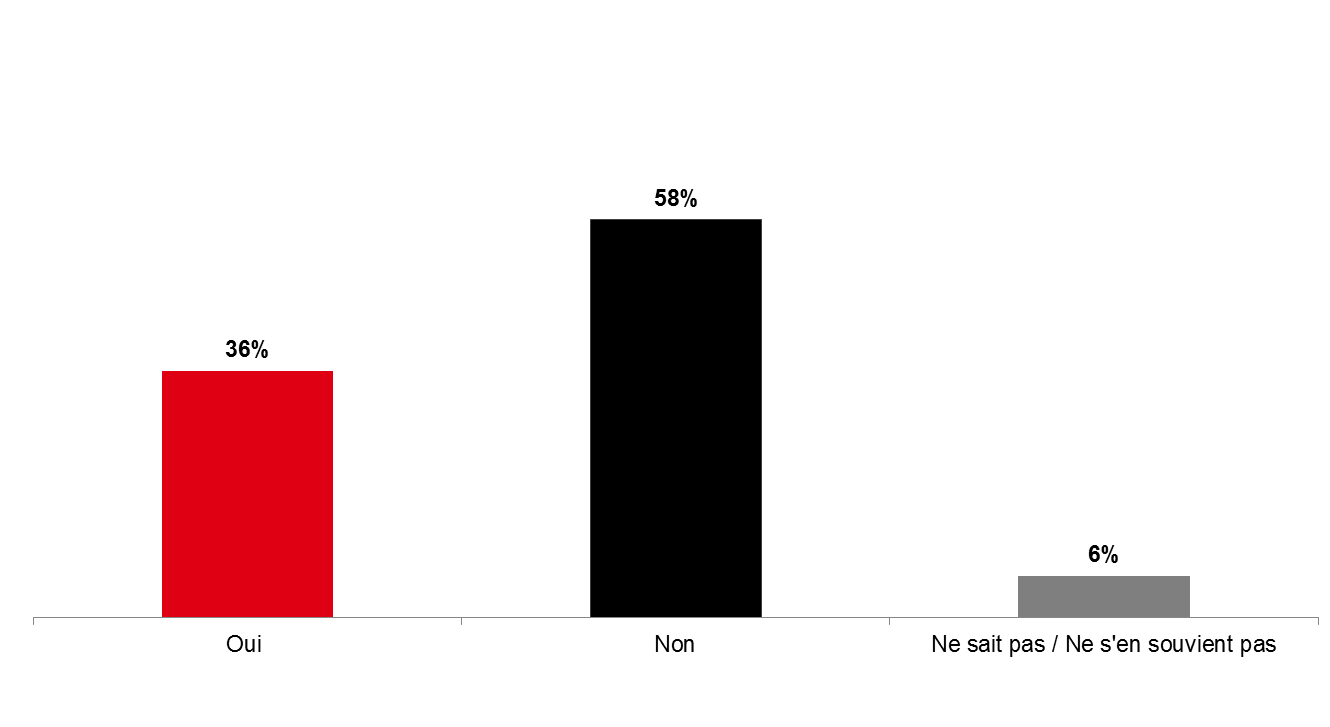 58%
36%
6%
Oui
Non
Ne sait pas / Ne s'en souvient pas